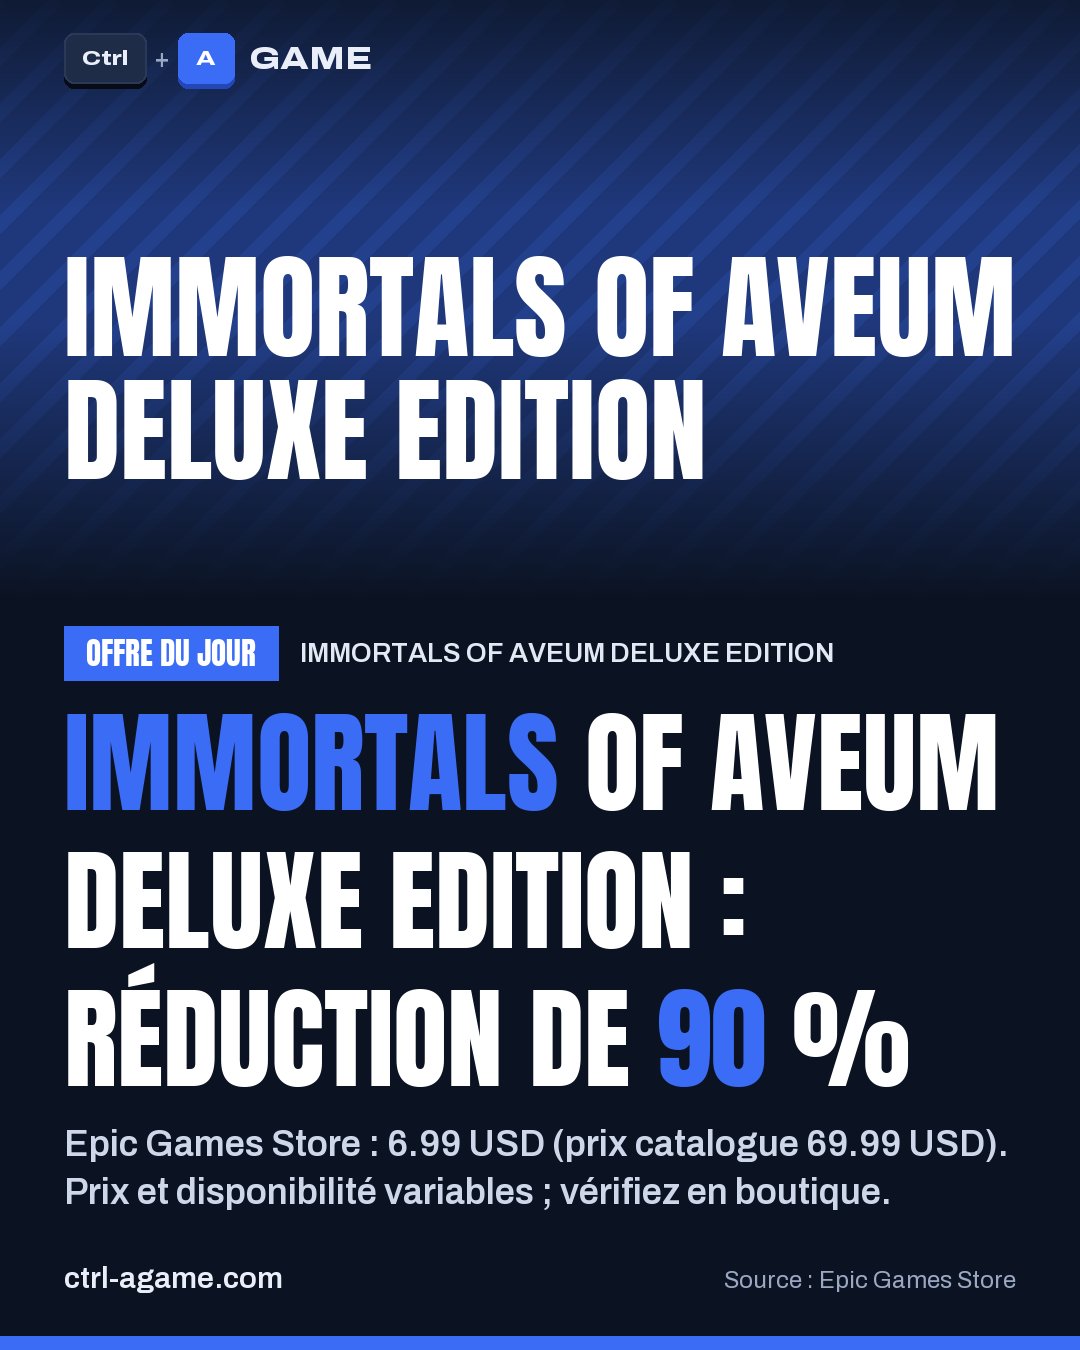 Ctrl + A GAME
IMMORTALS OF AVEUM
DELUXE EDITION
OFFRE DU JOUR IMMORTALS OF AVEUM DELUXE EDITION
IMMORTALS OF AVEUM
DELUXE EDITION :
RÉDUCTION DE 90 %
Epic Games Store : 6.99 USD (prix catalogue 69.99 USD).
Prix et disponibilité variables ; vérifiez en boutique.
ctrl-agame.com Source : Epic Games Store